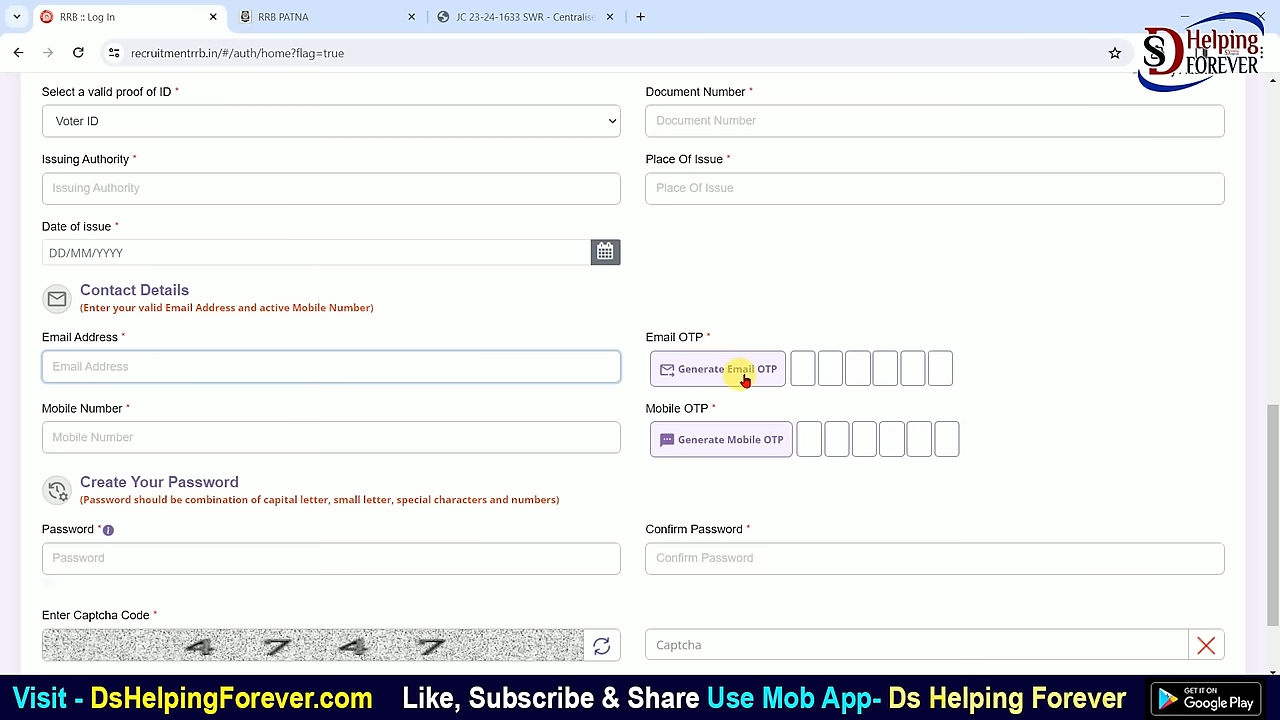 RRB :: Log In
RRB PATNA
JC 23-24-1633 SWR - Centralise
recruitmentrrb.in/#/auth/home?flag=true
SD Helping
FOREVER
Select a valid proof of ID *
Document Number *
Voter ID
Document Number
Issuing Authority *
Place Of Issue *
Issuing Authority
Place Of Issue
Date of issue *
DD/MM/YYYY
Contact Details
(Enter your valid Email Address and active Mobile Number)
Email Address *
Email OTP *
Email Address
Generate Email OTP
Mobile Number *
Mobile OTP *
Mobile Number
Generate Mobile OTP
Create Your Password
(Password should be combination of capital letter, small letter, special characters and numbers)
Password * i
Confirm Password *
Password
Confirm Password
Enter Captcha Code *
4 7 4 7
Captcha
Visit - DsHelpingForever.com Like, Subscribe & Share Use Mob App- Ds Helping Forever
GET IT ON
Google Play